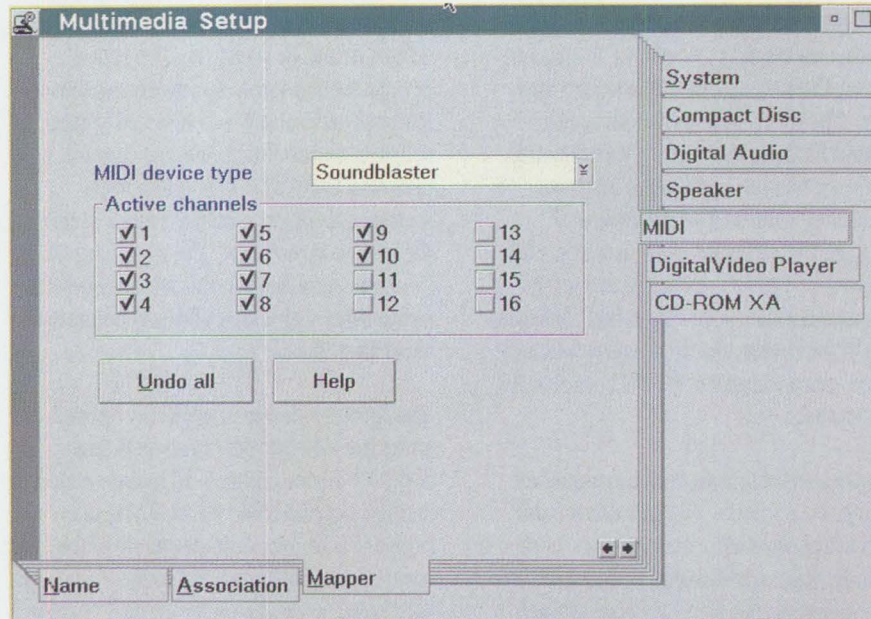 Multimedia Setup
System
Compact Disc
Digital Audio
Speaker
MIDI
DigitalVideo Player
CD-ROM XA
MIDI device type
Soundblaster
Active channels
1 5 9 13
2 6 10 14
3 7 11 15
4 8 12 16
Undo all Help
Name Association Mapper